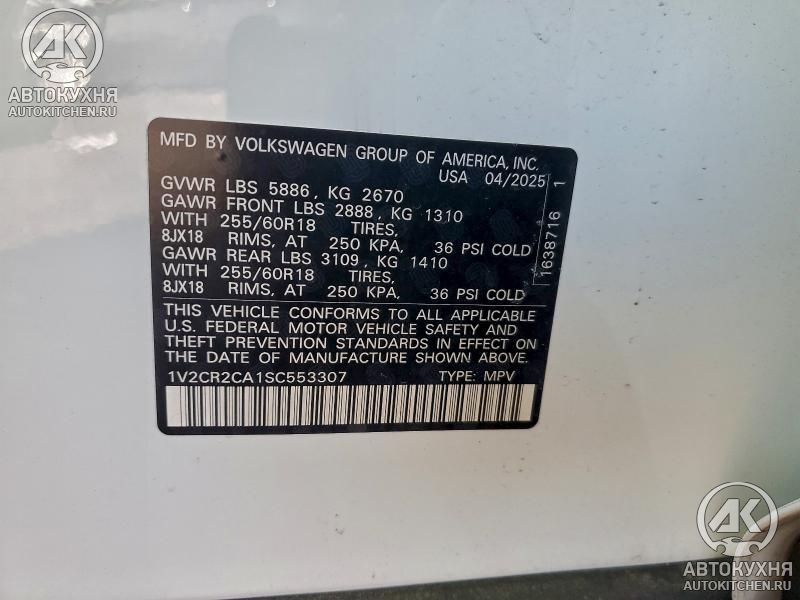 AK
АВТОКУХНЯ
AUTOKITCHEN.RU
MFD BY VOLKSWAGEN GROUP OF AMERICA, INC.
USA 04/2025
GVWR LBS 5886, KG 2670
GAWR FRONT LBS 2888, KG 1310
WITH 255/60R18 TIRES,
8JX18 RIMS, AT 250 KPA, 36 PSI COLD
GAWR REAR LBS 3109, KG 1410
WITH 255/60R18 TIRES,
8JX18 RIMS, AT 250 KPA, 36 PSI COLD
1638716 1
THIS VEHICLE CONFORMS TO ALL APPLICABLE
U.S. FEDERAL MOTOR VEHICLE SAFETY AND
THEFT PREVENTION STANDARDS IN EFFECT ON
THE DATE OF MANUFACTURE SHOWN ABOVE.
1V2CR2CA1SC553307 TYPE: MPV
AK
АВТОКУХНЯ
AUTOKITCHEN.RU